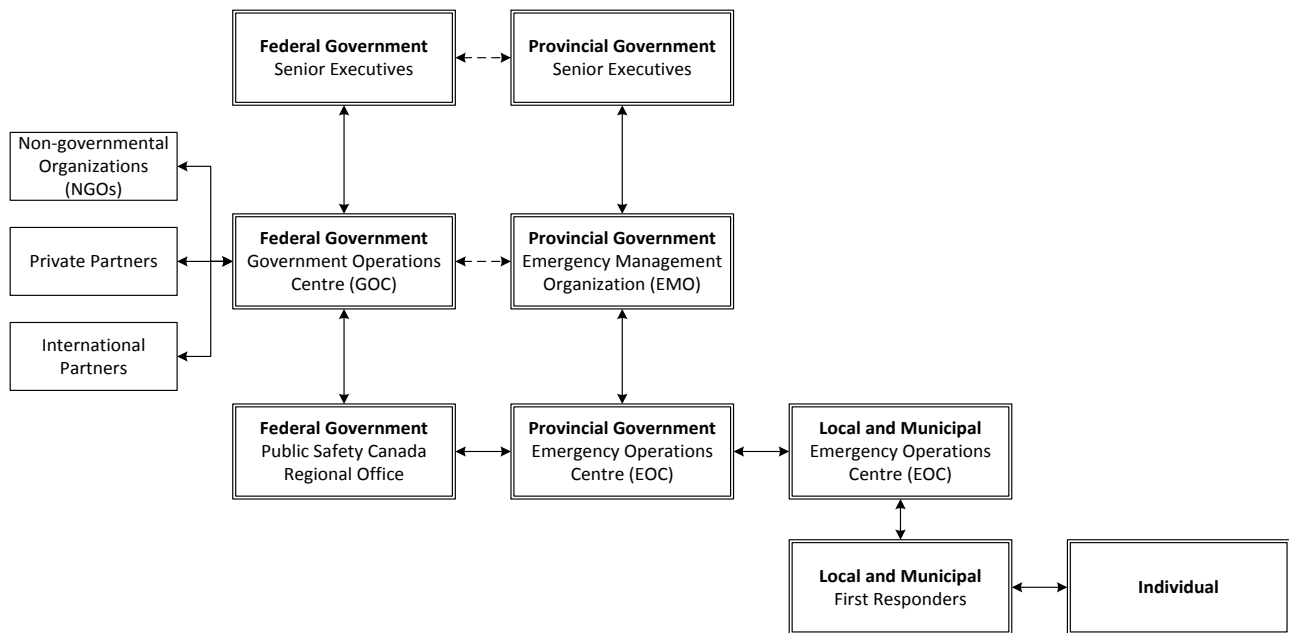 Federal Government
Senior Executives
Provincial Government
Senior Executives
Non-governmental
Organizations
(NGOs)
Private Partners
International
Partners
Federal Government
Government Operations
Centre (GOC)
Provincial Government
Emergency Management
Organization (EMO)
Federal Government
Public Safety Canada
Regional Office
Provincial Government
Emergency Operations
Centre (EOC)
Local and Municipal
Emergency Operations
Centre (EOC)
Local and Municipal
First Responders
Individual